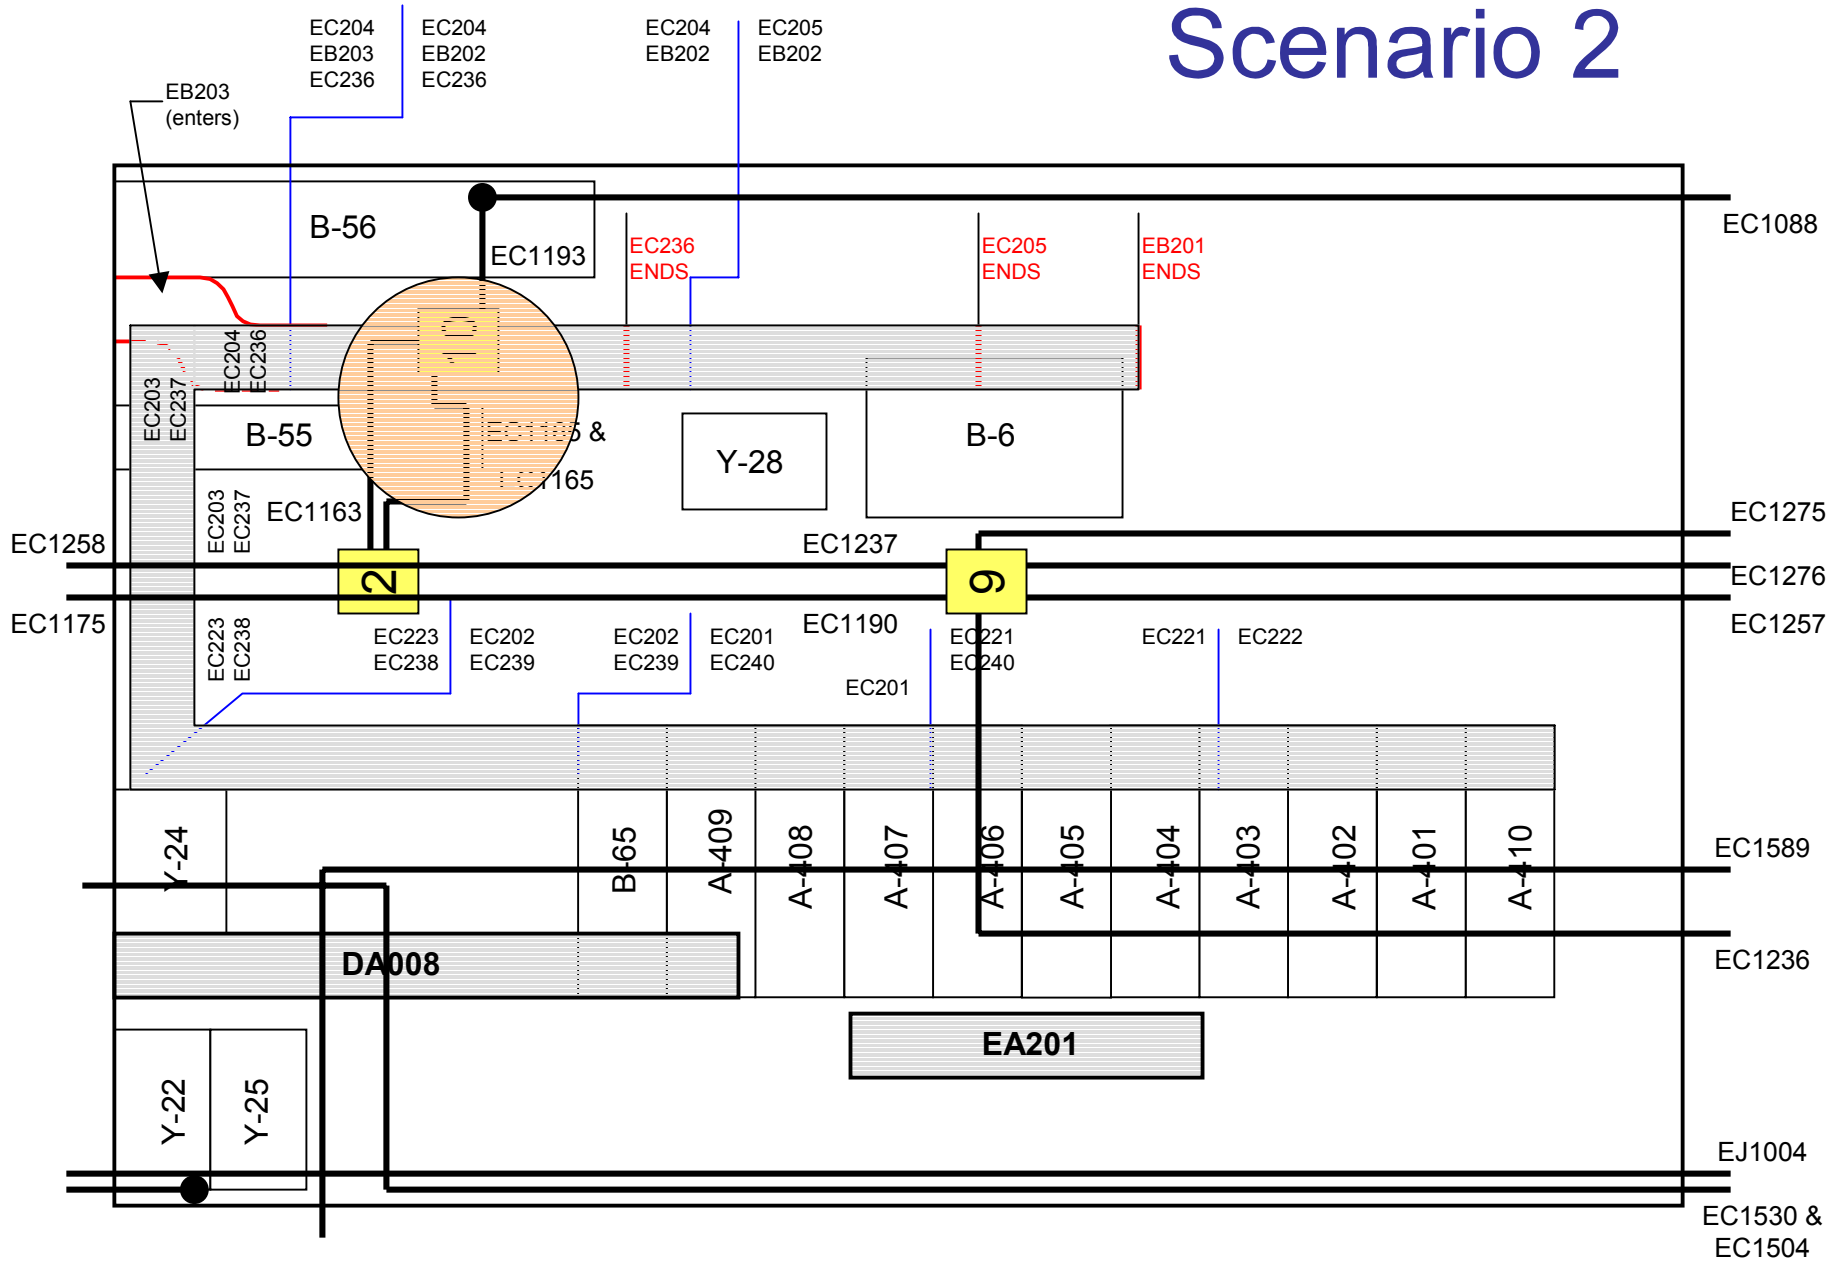 Scenario 2
EC204
EB203
EC236
EC204
EB202
EC236
EC204
EB202
EC205
EB202
EB203
(enters)
B-56
EC1193
EC1088
EC236
ENDS
EC205
ENDS
EB201
ENDS
10
EC204
EC236
EC203
EC237
B-55
EC1105 &
EC1165
Y-28
B-6
EC203
EC237
EC1163
EC1258
EC1237
EC1275
2
9
EC1276
EC1175
EC1190
EC1257
EC223
EC238
EC223
EC238
EC202
EC239
EC202
EC239
EC201
EC240
EC201
EC221
EC240
EC221
EC222
Y-24
B-65
A-409
A-408
A-407
A-406
A-405
A-404
A-403
A-402
A-401
A-410
EC1589
DA008
EC1236
EA201
Y-22
Y-25
EJ1004
EC1530 &
EC1504